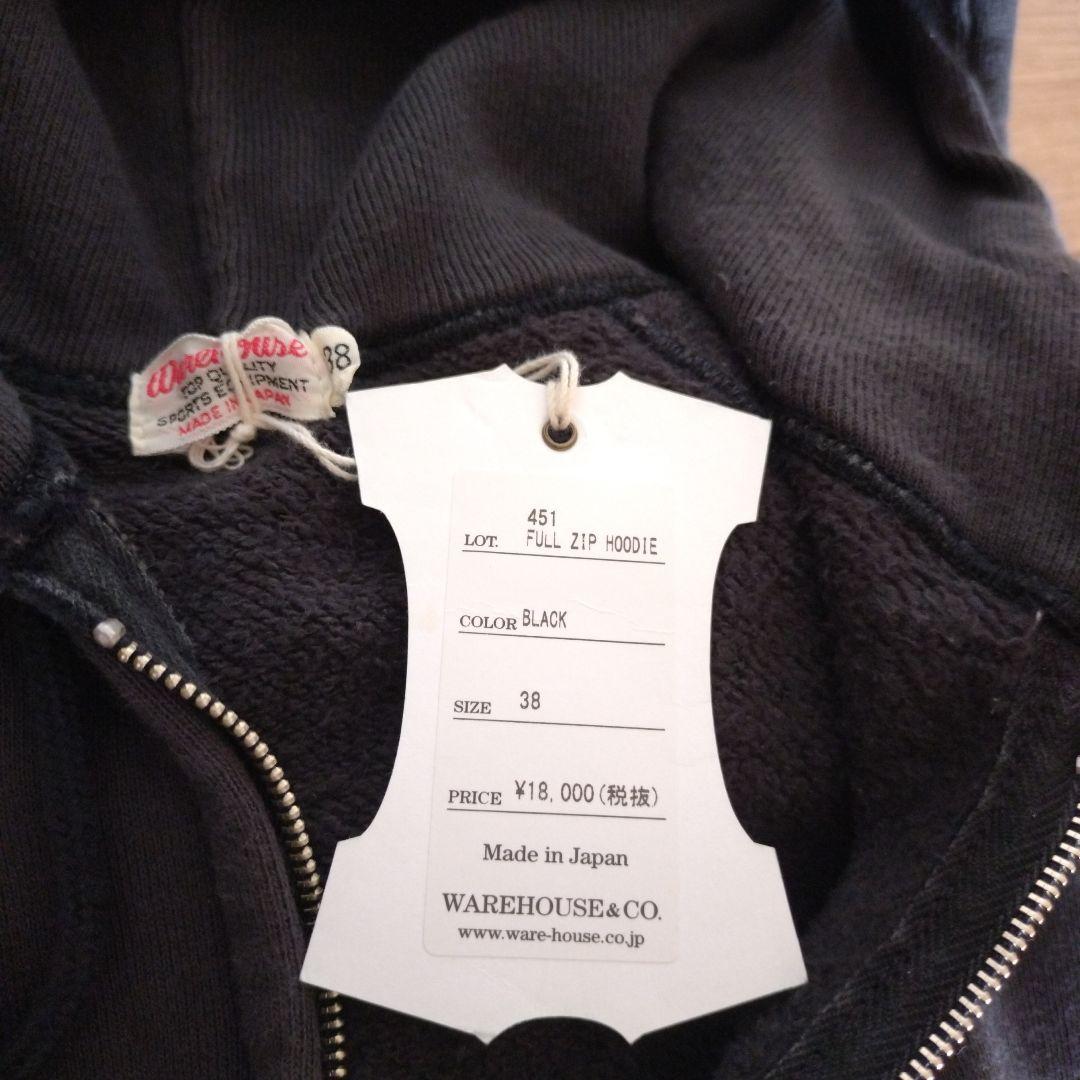 Warehouse
TOP QUALITY
SPORTS EQUIPMENT
MADE IN JAPAN
38
451
LOT. FULL ZIP HOODIE
COLOR BLACK
SIZE 38
PRICE ¥18,000(税抜)
Made in Japan
WAREHOUSE&CO.
www.ware-house.co.jp